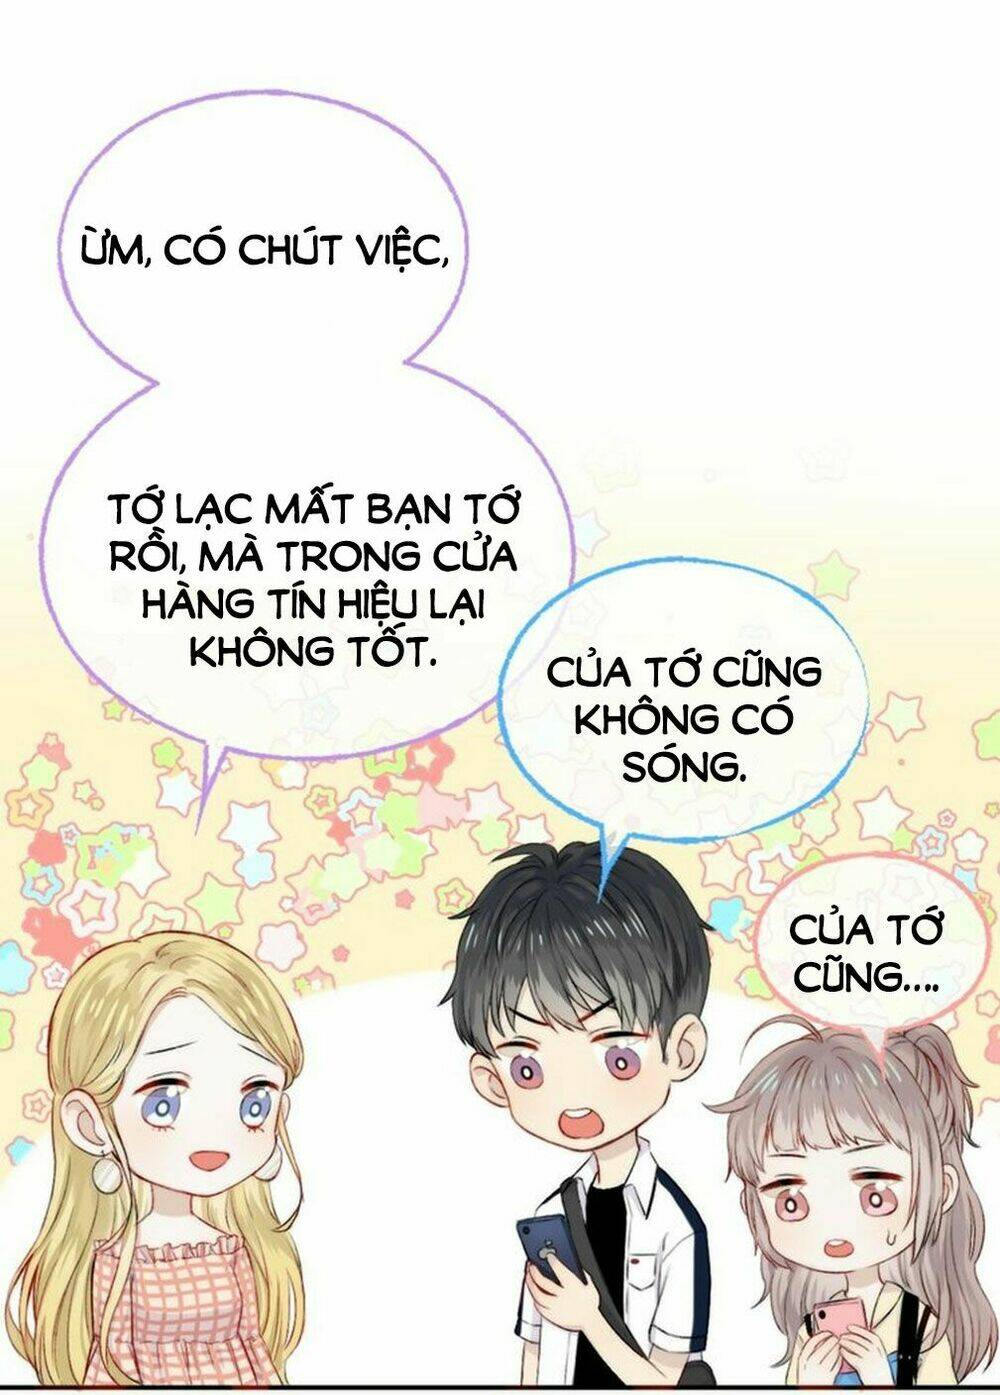 ỪM, CÓ CHÚT VIỆC,
TỚ LẠC MẤT BẠN TỚ
RỒI, MÀ TRONG CỬA
HÀNG TÍN HIỆU LẠI
KHÔNG TỐT.
CỦA TỚ CŨNG
KHÔNG CÓ
SÓNG.
CỦA TỚ
CŨNG....